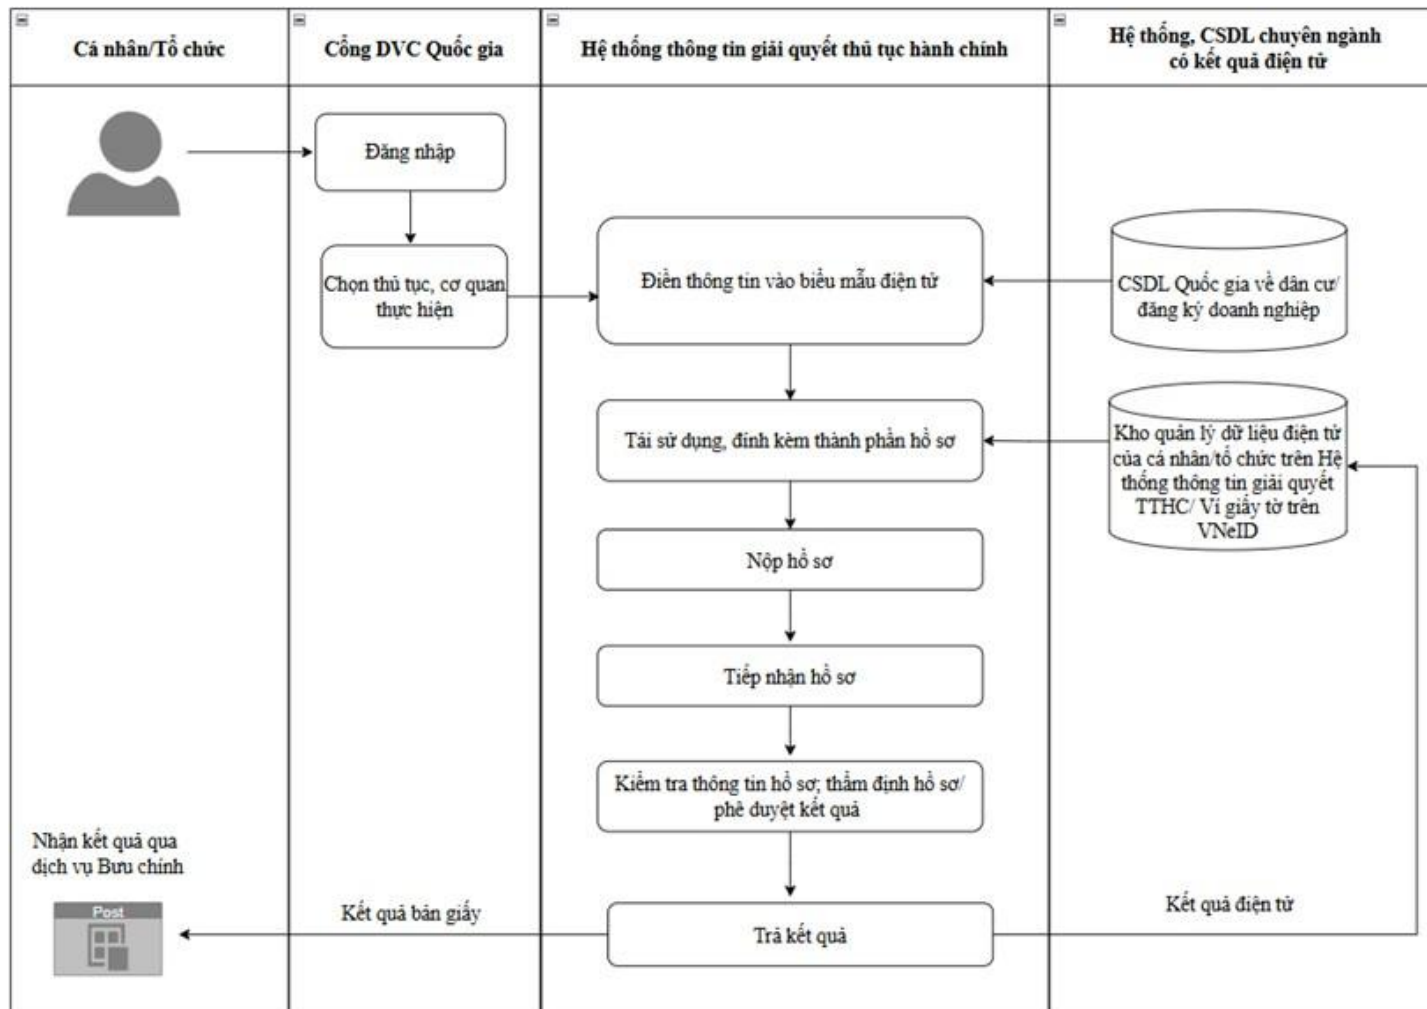 Cá nhân/Tổ chức
Cổng DVC Quốc gia
Hệ thống thông tin giải quyết thủ tục hành chính
Hệ thống, CSDL chuyên ngành
có kết quả điện tử
Đăng nhập
Chọn thủ tục, cơ quan
thực hiện
Điền thông tin vào biểu mẫu điện tử
CSDL Quốc gia về dân cư/
đăng ký doanh nghiệp
Tái sử dụng, đính kèm thành phần hồ sơ
Kho quản lý dữ liệu điện tử
của cá nhân/tổ chức trên Hệ
thống thông tin giải quyết
TTHC/ Ví giấy tờ trên
VNeID
Nộp hồ sơ
Tiếp nhận hồ sơ
Kiểm tra thông tin hồ sơ; thẩm định hồ sơ/
phê duyệt kết quả
Nhận kết quả qua
dịch vụ Bưu chính
Post
Kết quả bản giấy
Trả kết quả
Kết quả điện tử